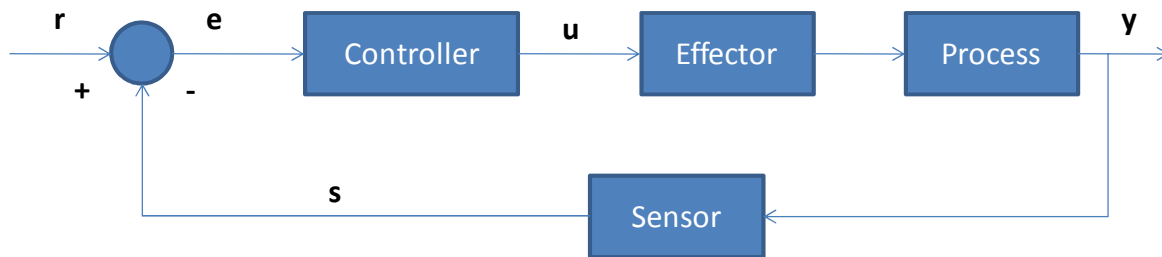 r
e
Controller
u
Effector
Process
y
+
-
s
Sensor